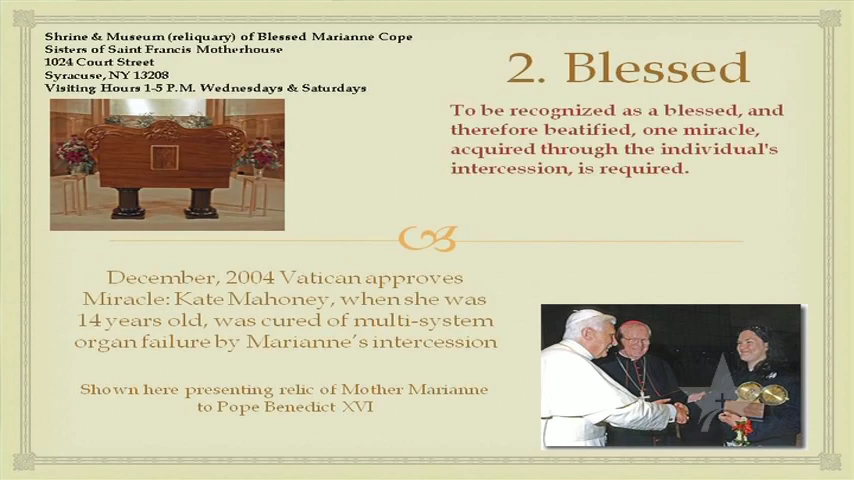 Shrine & Museum (reliquary) of Blessed Marianne Cope
Sisters of Saint Francis Motherhouse
1024 Court Street
Syracuse, NY 13208
Visiting Hours 1-5 P.M. Wednesdays & Saturdays
2. Blessed
To be recognized as a blessed, and
therefore beatified, one miracle,
acquired through the individual's
intercession, is required.
December, 2004 Vatican approves
Miracle: Kate Mahoney, when she was
14 years old, was cured of multi-system
organ failure by Marianne's intercession
Shown here presenting relic of Mother Marianne
to Pope Benedict XVI